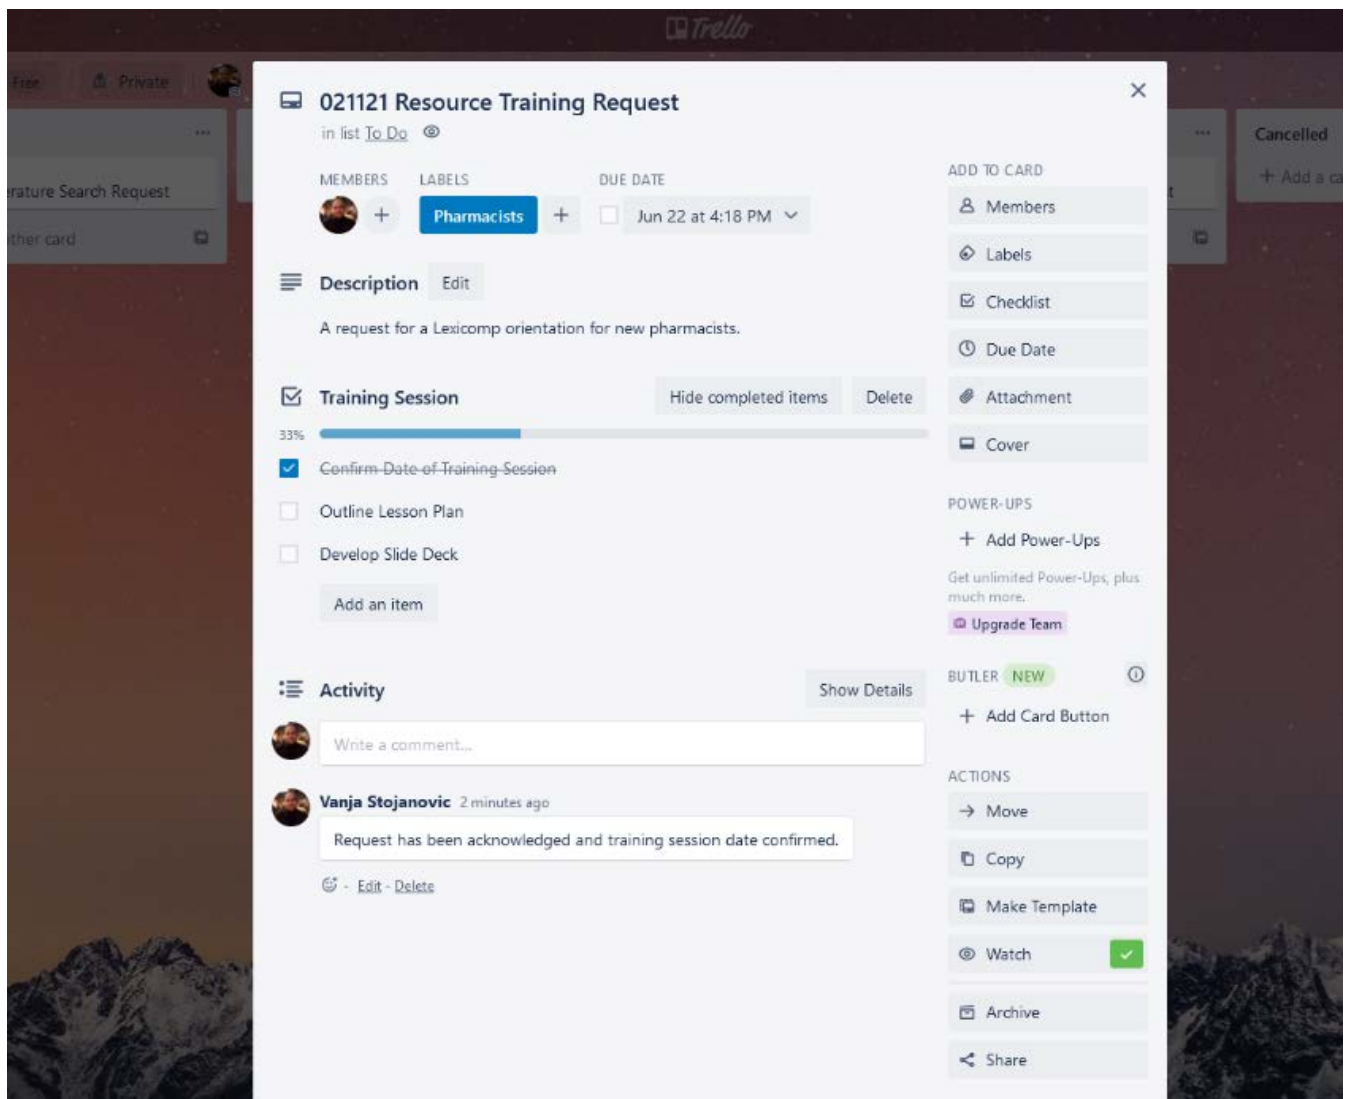 Trello
Free
Private
...
erature Search Request
ther card
021121 Resource Training Request
in list To Do
MEMBERS LABELS DUE DATE
Pharmacists
Jun 22 at 4:18 PM
Description Edit
A request for a Lexicomp orientation for new pharmacists.
Training Session Hide completed items Delete
33%
Confirm Date of Training Session
Outline Lesson Plan
Develop Slide Deck
Add an item
Activity Show Details
Write a comment...
Vanja Stojanovic 2 minutes ago
Request has been acknowledged and training session date confirmed.
- Edit - Delete
ADD TO CARD
Members
Labels
Checklist
Due Date
Attachment
Cover
POWER-UPS
+ Add Power-Ups
Get unlimited Power-Ups, plus
much more.
Upgrade Team
BUTLER NEW
+ Add Card Button
ACTIONS
Move
Copy
Make Template
Watch
Archive
Share
...
t
Cancelled
+ Add a ca